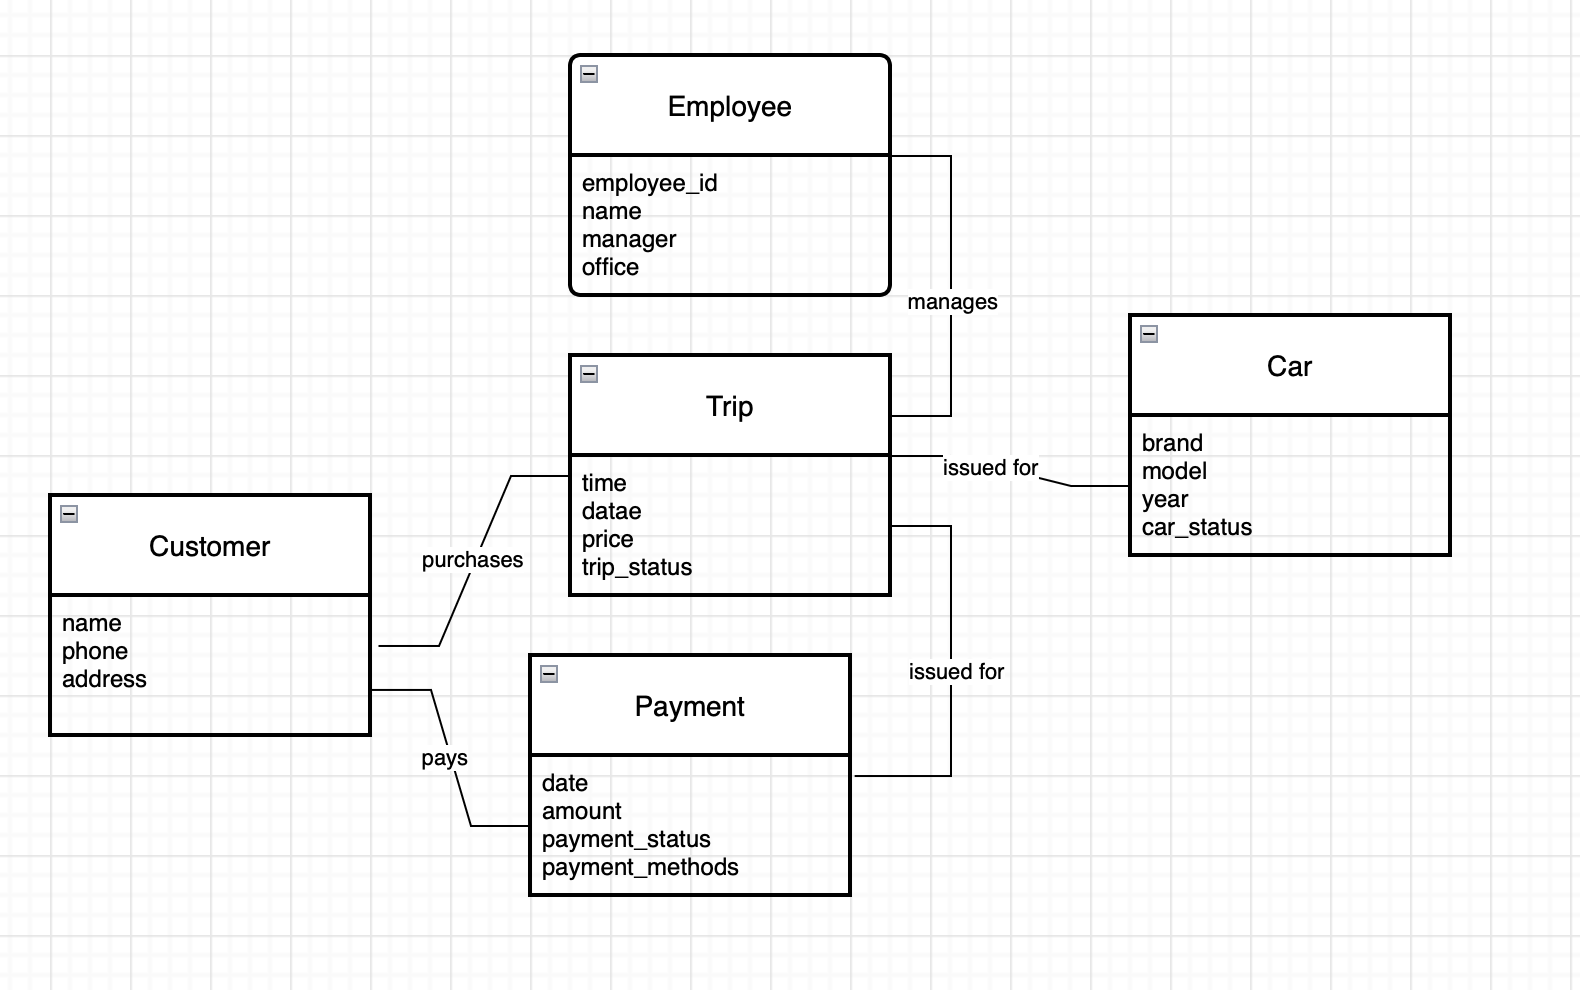 Employee
employee_id
name
manager
office
manages
Trip
time
datae
price
trip_status
issued for
Car
brand
model
year
car_status
Customer
name
phone
address
purchases
pays
Payment
date
amount
payment_status
payment_methods
issued for